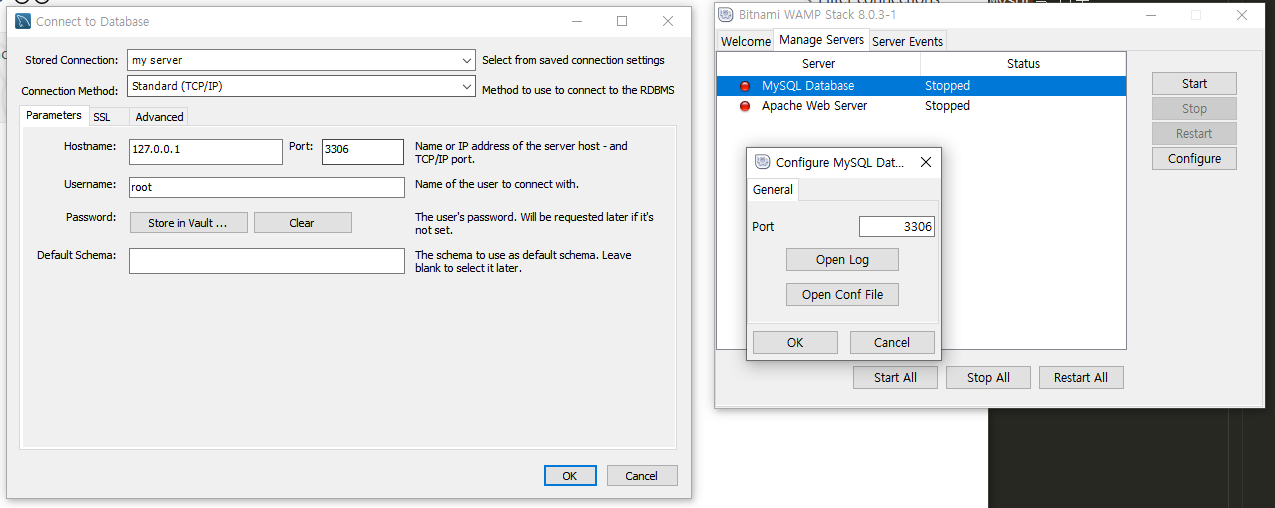 Connect to Database
Stored Connection: my server Select from saved connection settings
Connection Method: Standard (TCP/IP) Method to use to connect to the RDBMS
Parameters SSL Advanced
Hostname: 127.0.0.1 Port: 3306 Name or IP address of the server host - and
TCP/IP port.
Username: root Name of the user to connect with.
Password: Store in Vault ... Clear The user's password. Will be requested later if it's
not set.
Default Schema: The schema to use as default schema. Leave
blank to select it later.
OK Cancel
Bitnami WAMP Stack 8.0.3-1
Welcome Manage Servers Server Events
Server Status
MySQL Database Stopped
Apache Web Server Stopped
Start
Stop
Restart
Configure
Configure MySQL Dat...
General
Port 3306
Open Log
Open Conf File
OK Cancel
Start All Stop All Restart All